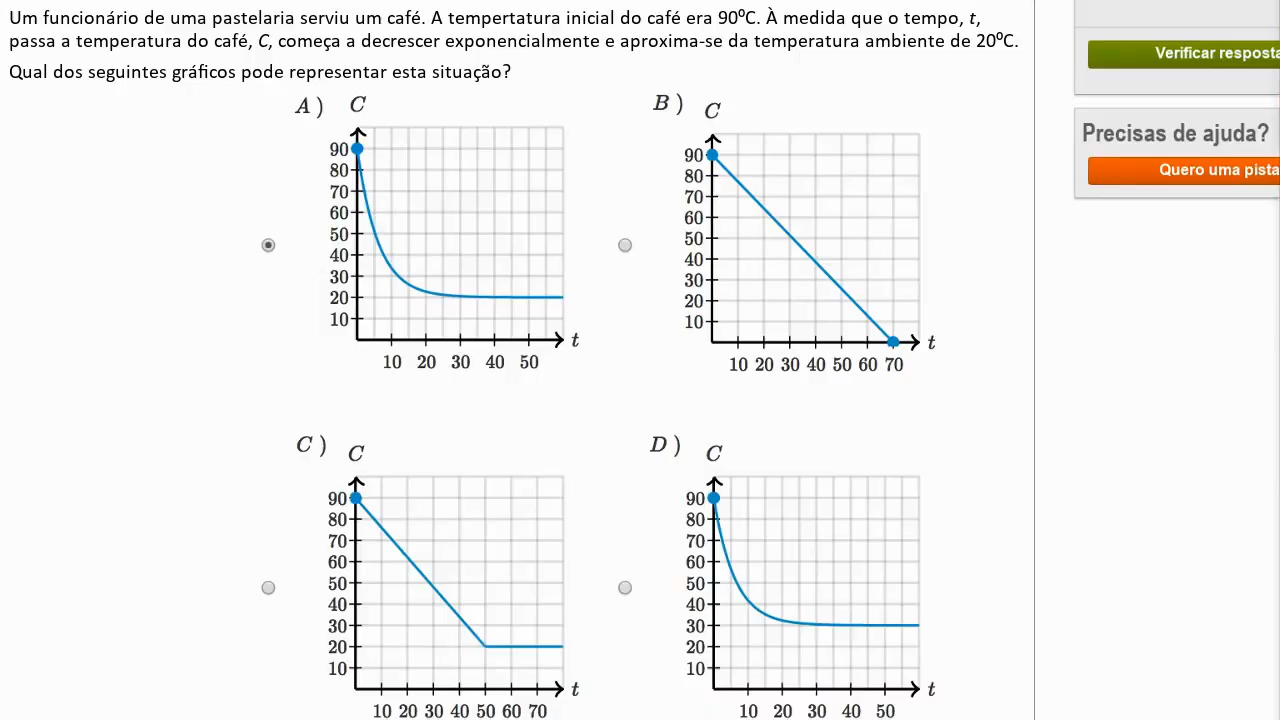 Um funcionário de uma pastelaria serviu um café. A tempertatura inicial do café era 90ºC. À medida que o tempo, t,
passa a temperatura do café, C, começa a decrescer exponencialmente e aproxima-se da temperatura ambiente de 20ºC.
Qual dos seguintes gráficos pode representar esta situação?
Verificar resposta
Precisas de ajuda?
Quero uma pista
A ) C
90
80
70
60
50
40
30
20
10
t
10 20 30 40 50
B ) C
90
80
70
60
50
40
30
20
10
t
10 20 30 40 50 60 70
C ) C
90
80
70
60
50
40
30
20
10
t
10 20 30 40 50 60 70
D ) C
90
80
70
60
50
40
30
20
10
t
10 20 30 40 50